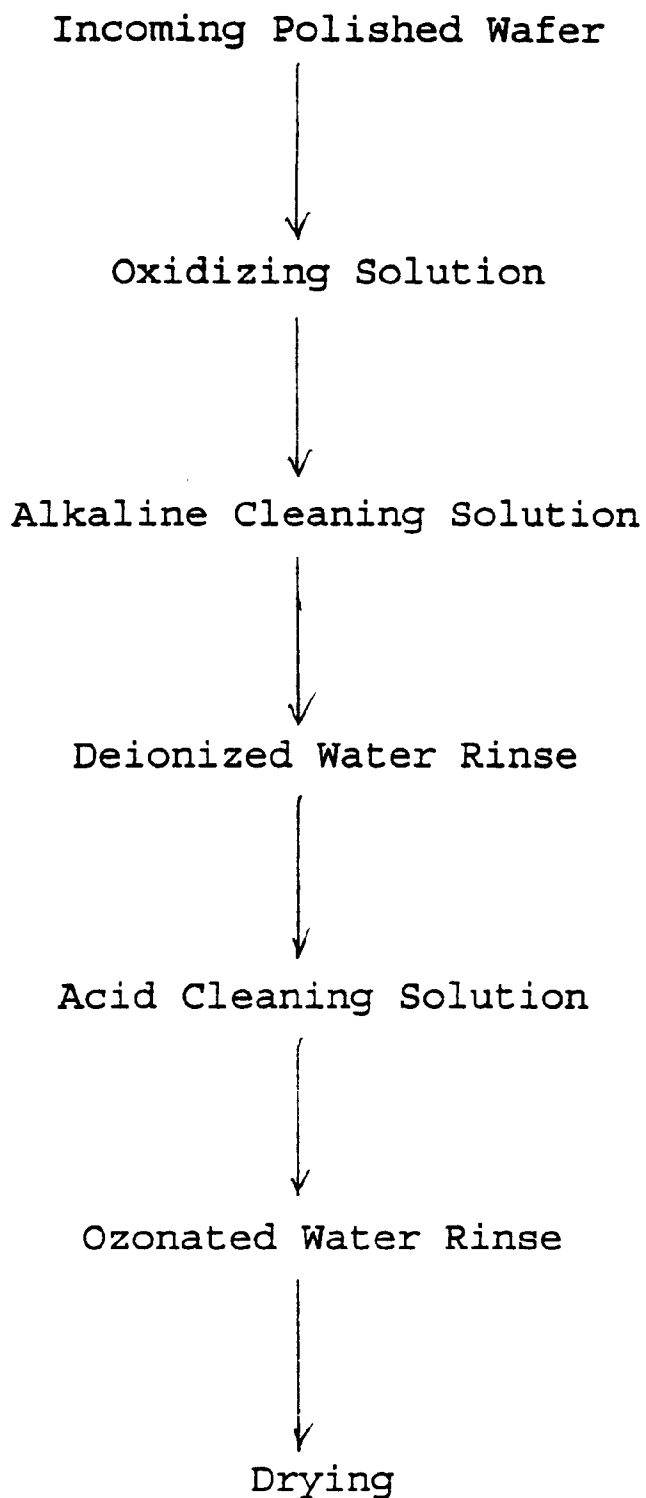 Incoming Polished Wafer
Oxidizing Solution
Alkaline Cleaning Solution
Deionized Water Rinse
Acid Cleaning Solution
Ozonated Water Rinse
Drying